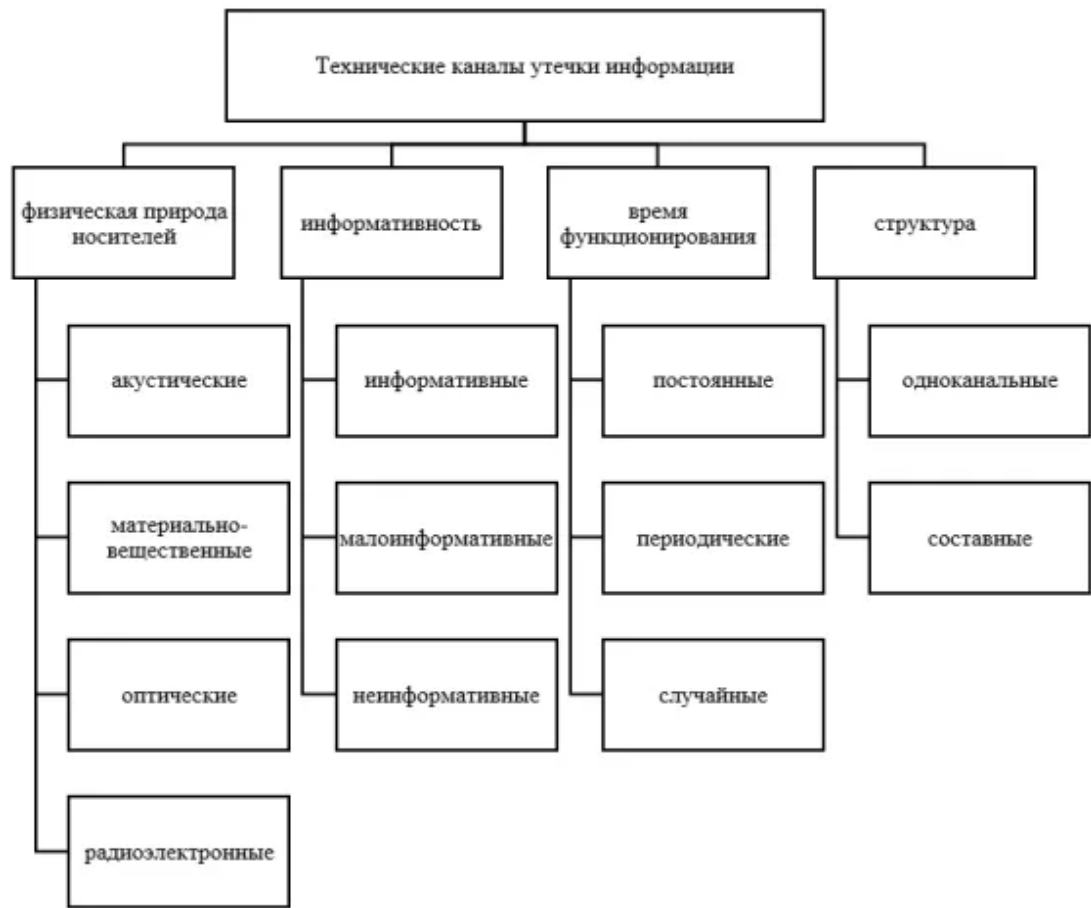 Технические каналы утечки информации
физическая природа
носителей
информативность
время
функционирования
структура
акустические
информативные
постоянные
одноканальные
материально-
вещественные
малоинформативные
периодические
составные
оптические
неинформативные
случайные
радиоэлектронные